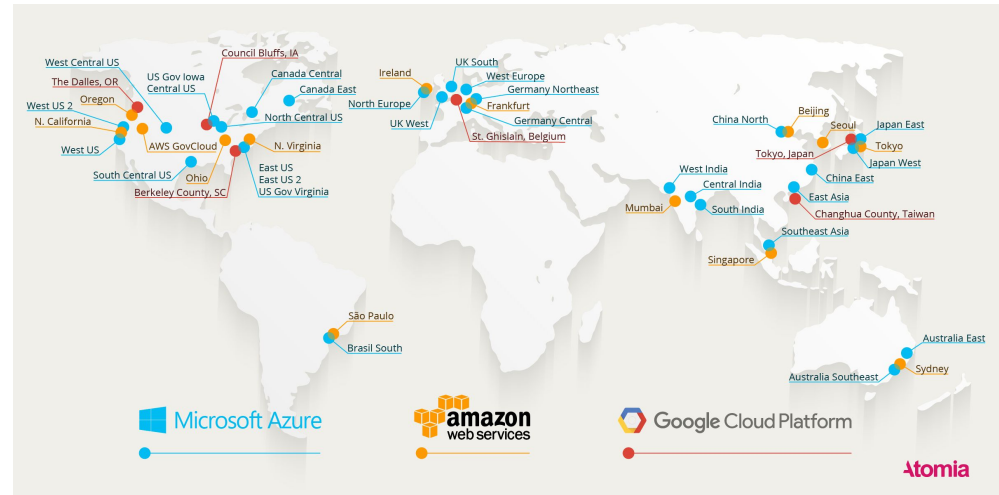 Council Bluffs, IA
West Central US
US Gov Iowa
Central US
Canada Central
The Dalles, OR
Canada East
Oregon
West US 2
North Central US
N. California
West US
AWS GovCloud
N. Virginia
South Central US
Ohio
Berkeley County, SC
East US
East US 2
US Gov Virginia
UK South
Ireland
West Europe
Germany Northeast
North Europe
Frankfurt
UK West
Germany Central
St. Ghislain, Belgium
Beijing
China North
Seoul
Japan East
Tokyo, Japan
Tokyo
Japan West
West India
China East
Central India
East Asia
Mumbai
South India
Changhua County, Taiwan
Southeast Asia
Singapore
São Paulo
Brasil South
Australia East
Sydney
Australia Southeast
Microsoft Azure
amazon
web services
Google Cloud Platform
Atomia